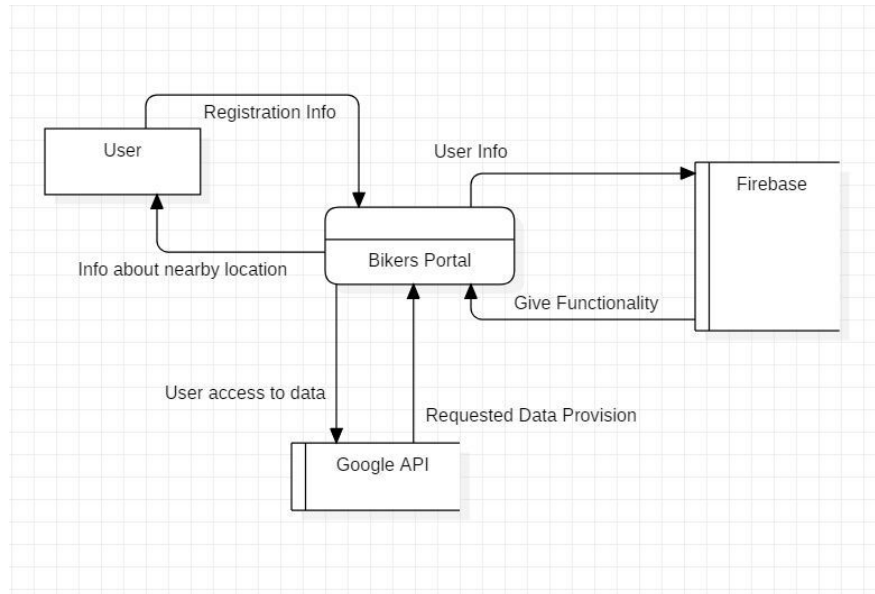 Registration Info
User
User Info
Firebase
Bikers Portal
Info about nearby location
Give Functionality
User access to data
Requested Data Provision
Google API